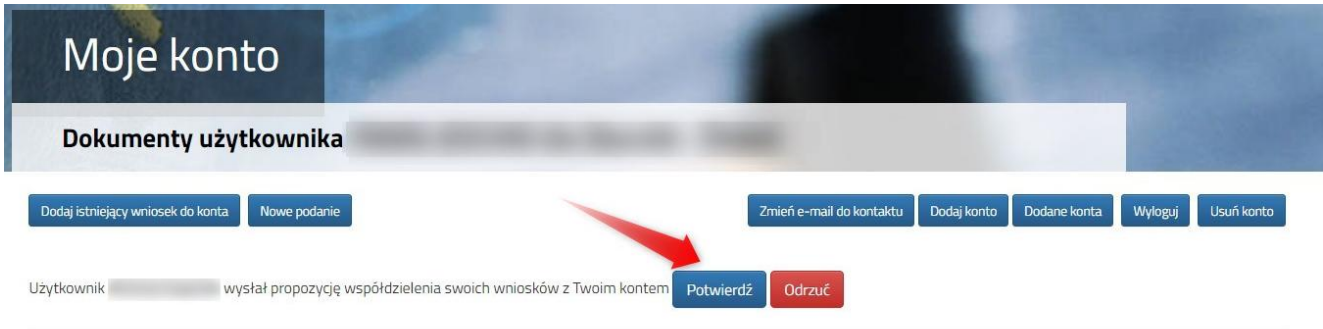 Moje konto
Dokumenty użytkownika
Dodaj istniejący wniosek do konta Nowe podanie Zmień e-mail do kontaktu Dodaj konto Dodane konta Wyloguj Usuń konto
Użytkownik wysłał propozycję współdzielenia swoich wniosków z Twoim kontem Potwierdź Odrzuć